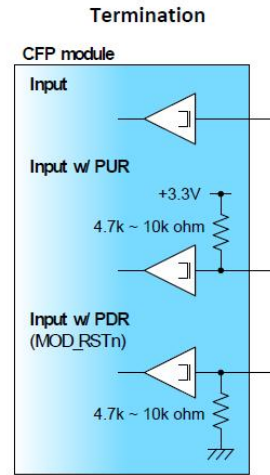 Termination
CFP module
Input
Input w/ PUR
+3.3V
4.7k ~ 10k ohm
Input w/ PDR
(MOD_RSTn)
4.7k ~ 10k ohm